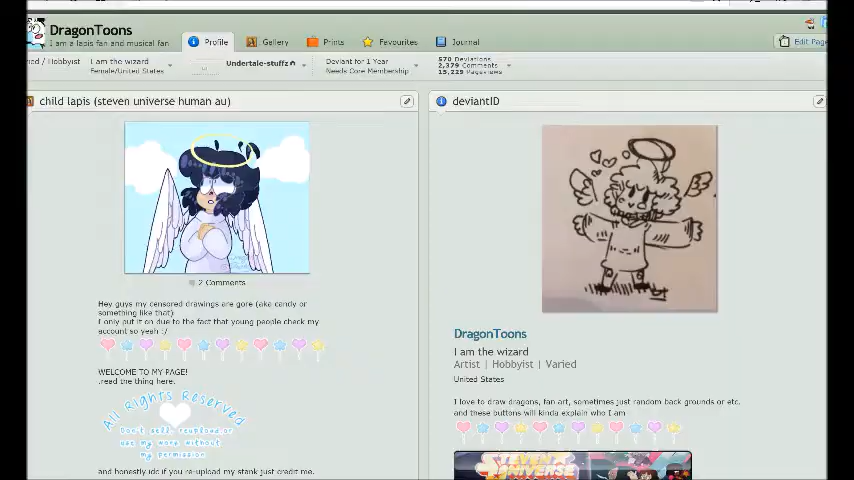 DragonToons
I am a lapis fan and musical fan
Profile
Gallery
Prints
Favourites
Journal
Edit Page
/ Hobbyist
I am the wizard
Female/United States
Undertale-stuffz
Deviant for 1 Year
Needs Core Membership
570 Deviations
2,379 Comments
15,229 Pageviews
child lapis (steven universe human au)
2 Comments
Hey guys my censored drawings are gore (aka candy or
something like that)
I only put it on due to the fact that young people check my
account so yeah :/
WELCOME TO MY PAGE!
.read the thing here.
All Rights Reserved
Don't sell, reupload,or
use my work without
my permission
and honestly idc if you re-upload my stank just credit me.
deviantID
DragonToons
I am the wizard
Artist | Hobbyist | Varied
United States
I love to draw dragons, fan art, sometimes just random back grounds or etc.
and these buttons will kinda explain who I am
STEVEN
UNIVERSE